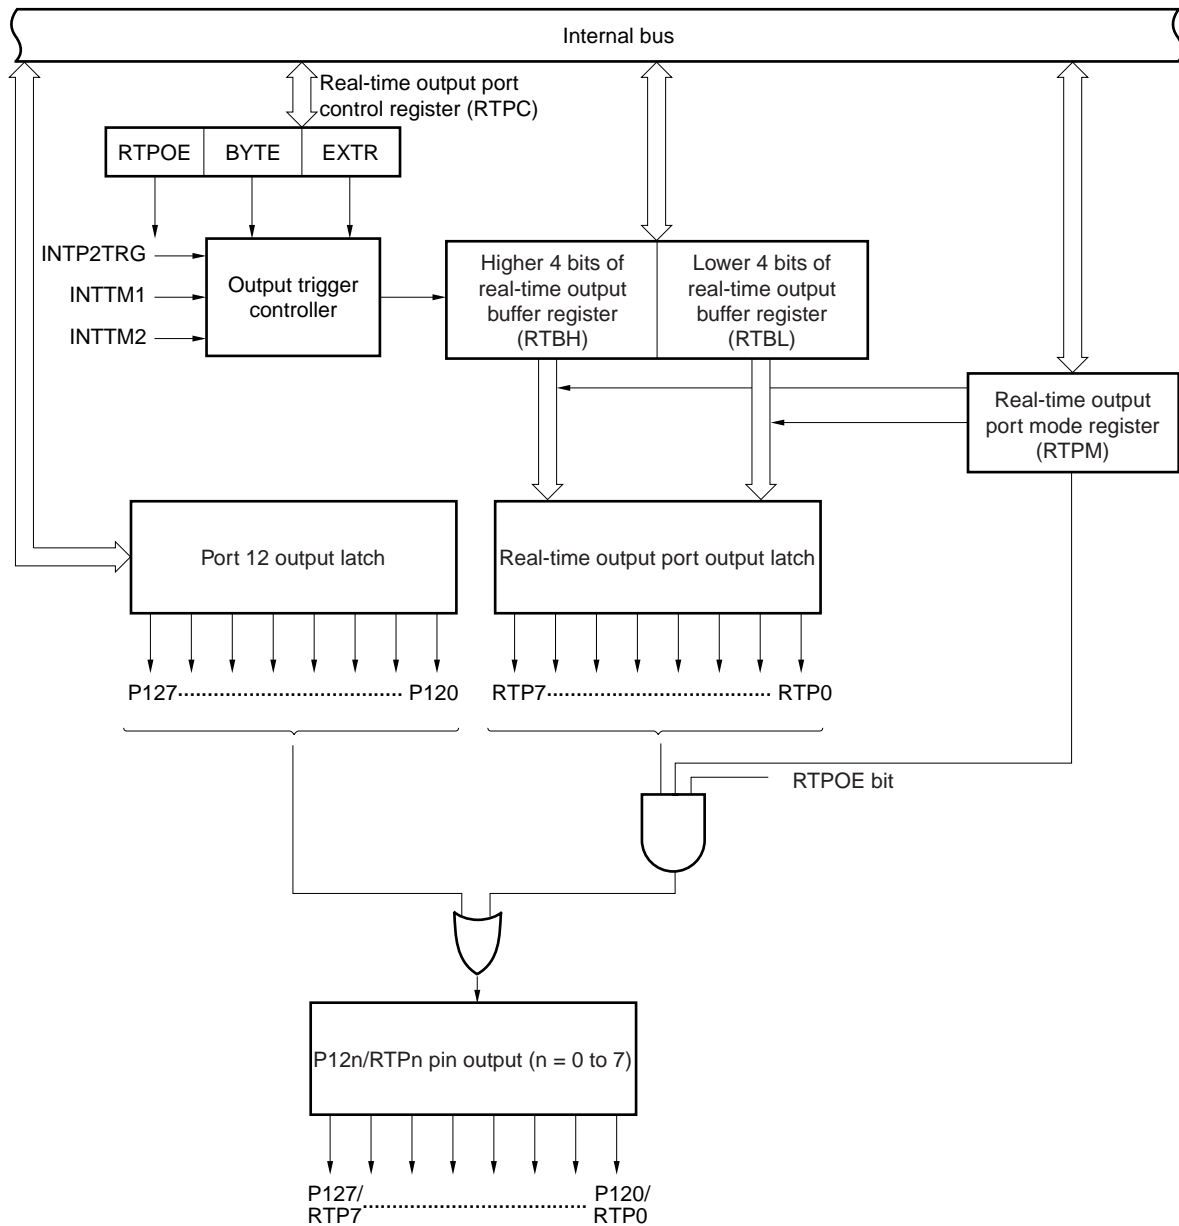 Internal bus
Real-time output port
control register (RTPC)
RTPOE BYTE EXTR
INTP2TRG
INTTM1
INTTM2
Output trigger
controller
Higher 4 bits of
real-time output
buffer register
(RTBH)
Lower 4 bits of
real-time output
buffer register
(RTBL)
Real-time output
port mode register
(RTPM)
Port 12 output latch
Real-time output port output latch
P127 P120
RTP7 RTP0
RTPOE bit
P12n/RTPn pin output (n = 0 to 7)
P127/
RTP7
P120/
RTP0